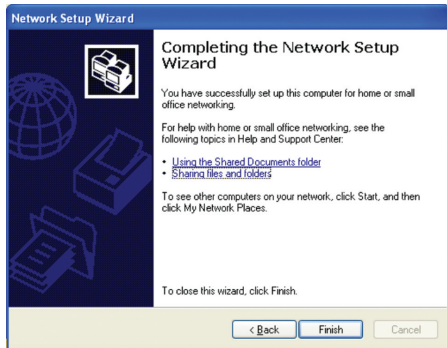 Network Setup Wizard
Completing the Network Setup
Wizard
You have successfully set up this computer for home or small
office networking.
For help with home or small office networking, see the
following topics in Help and Support Center:
• Using the Shared Documents folder
• Sharing files and folders
To see other computers on your network, click Start, and then
click My Network Places.
To close this wizard, click Finish.
< Back Finish Cancel